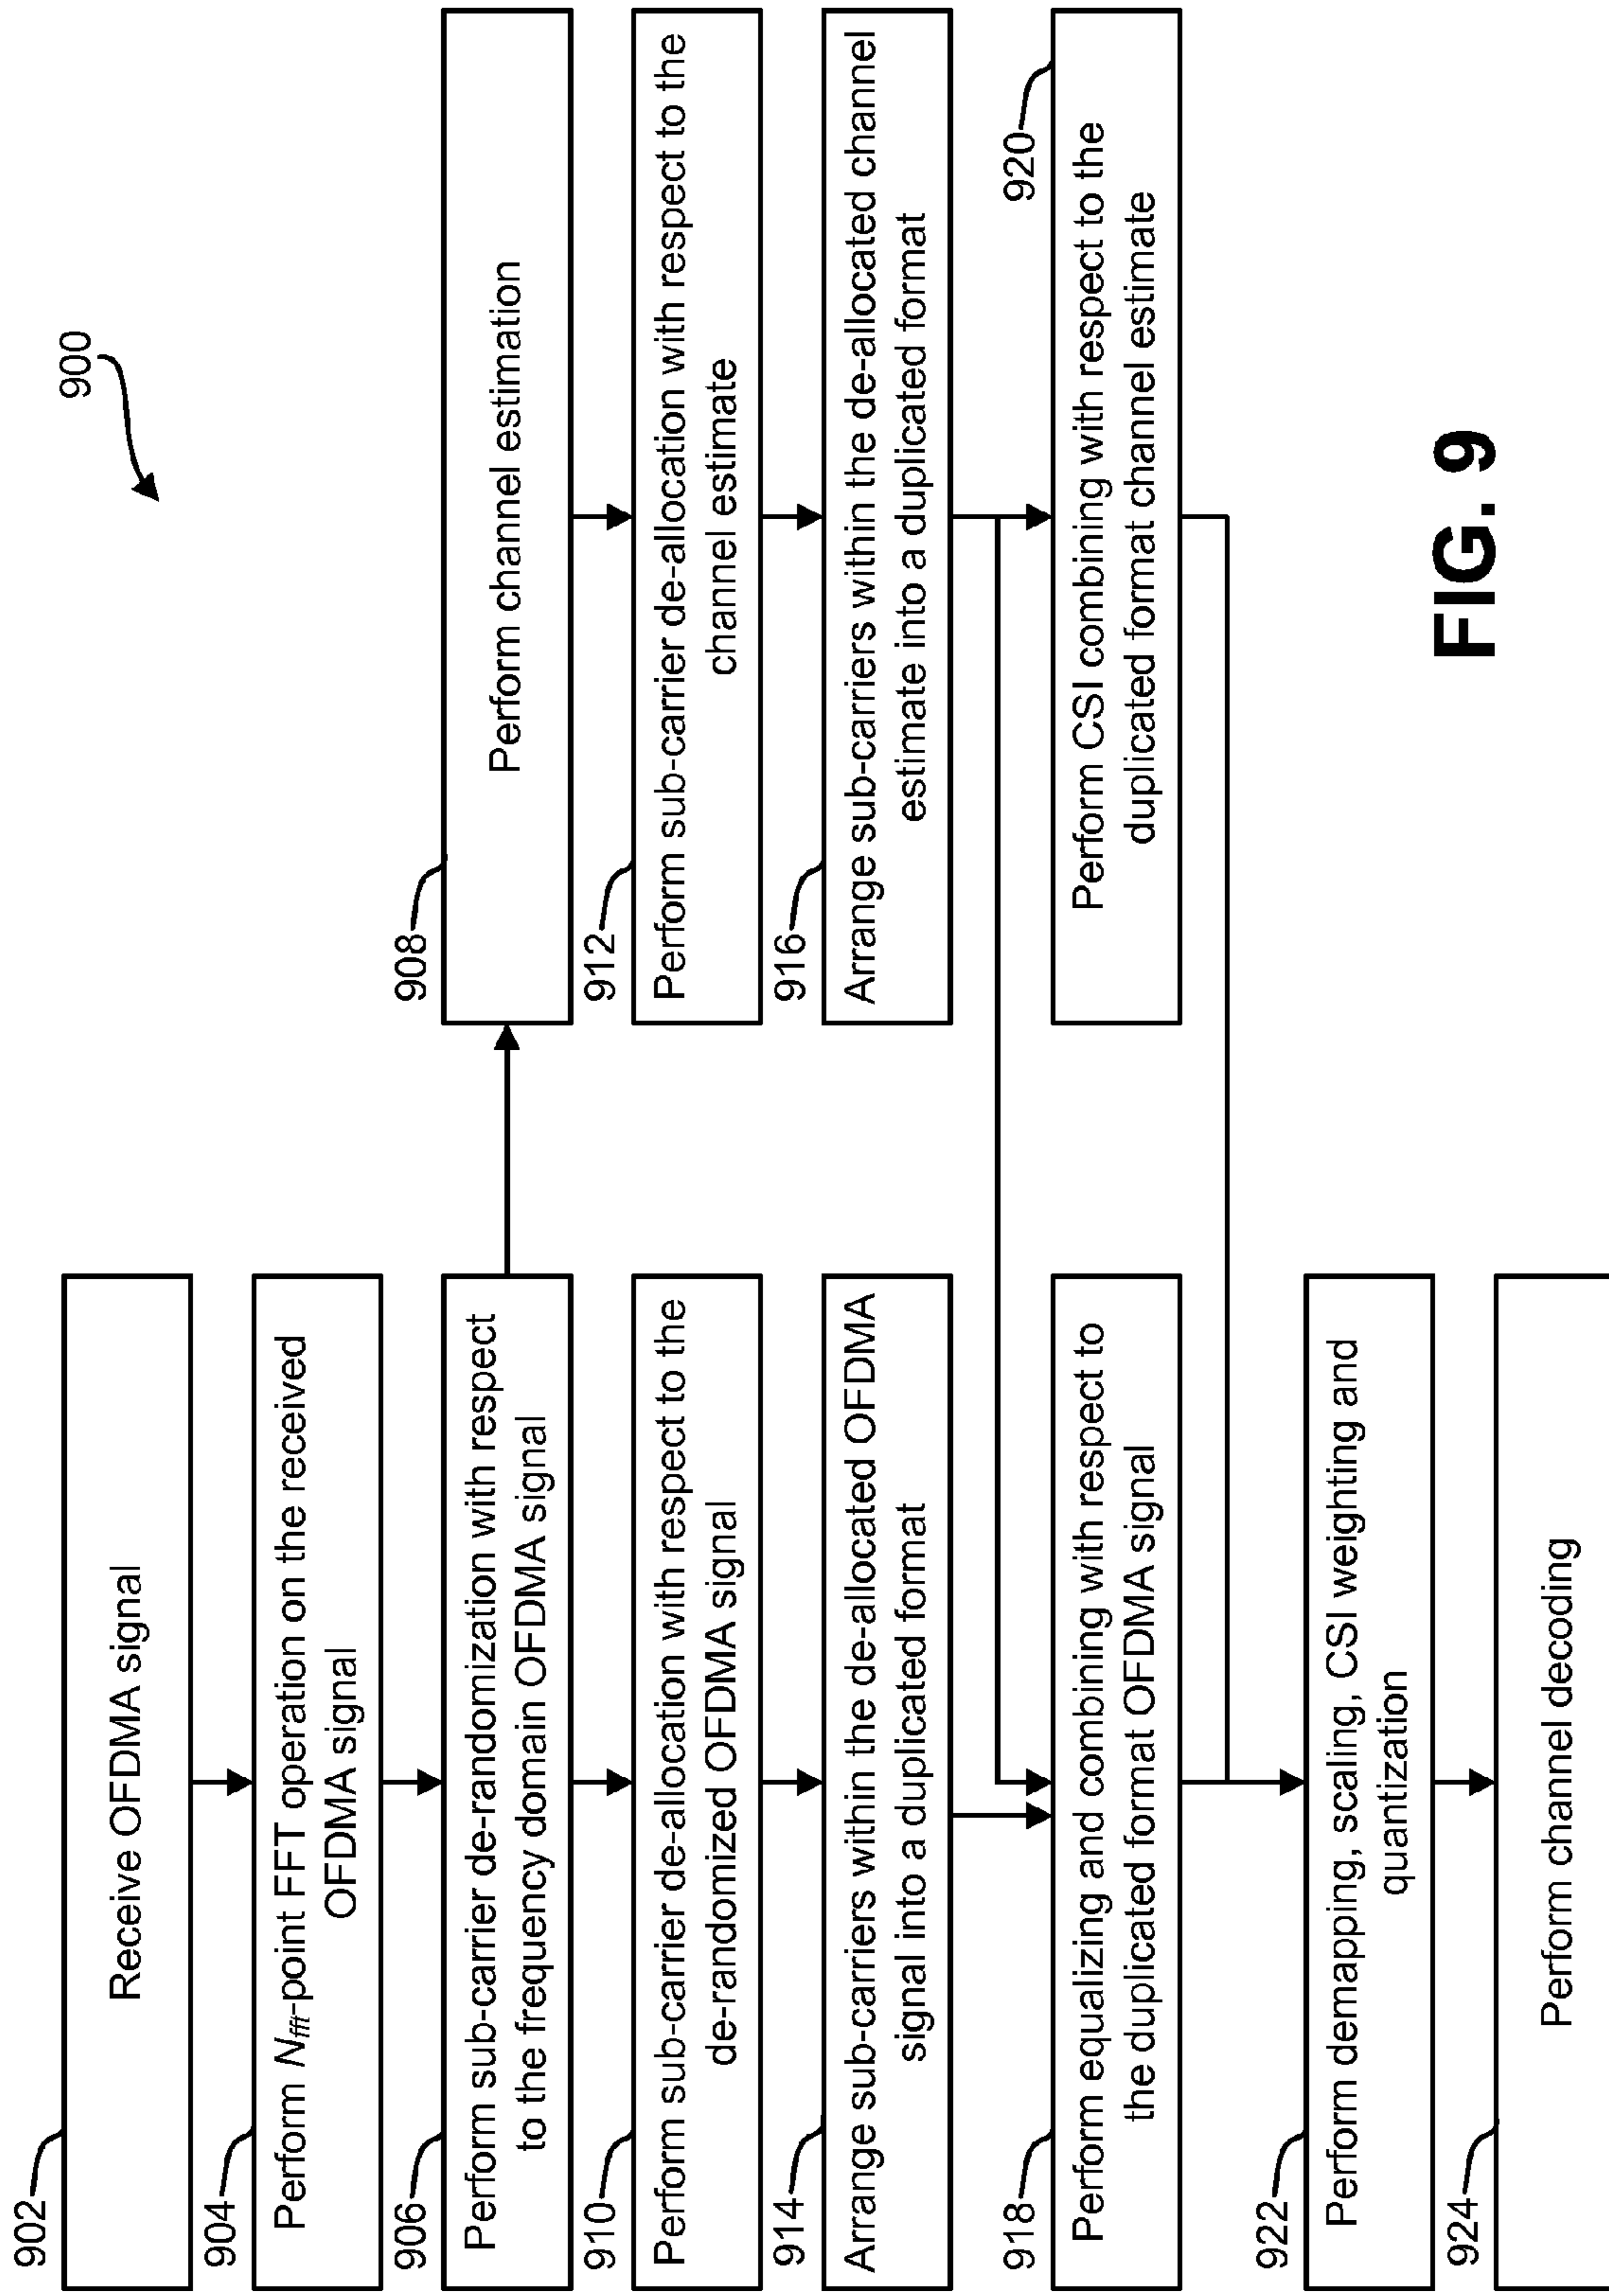 900
902
Receive OFDMA signal
904
Perform Nfft-point FFT operation on the received
OFDMA signal
906
Perform sub-carrier de-randomization with respect
to the frequency domain OFDMA signal
908
Perform channel estimation
910
Perform sub-carrier de-allocation with respect to the
de-randomized OFDMA signal
912
Perform sub-carrier de-allocation with respect to the
channel estimate
914
Arrange sub-carriers within the de-allocated OFDMA
signal into a duplicated format
916
Arrange sub-carriers within the de-allocated channel
estimate into a duplicated format
918
Perform equalizing and combining with respect to
the duplicated format OFDMA signal
920
Perform CSI combining with respect to the
duplicated format channel estimate
922
Perform demapping, scaling, CSI weighting and
quantization
924
Perform channel decoding
FIG. 9